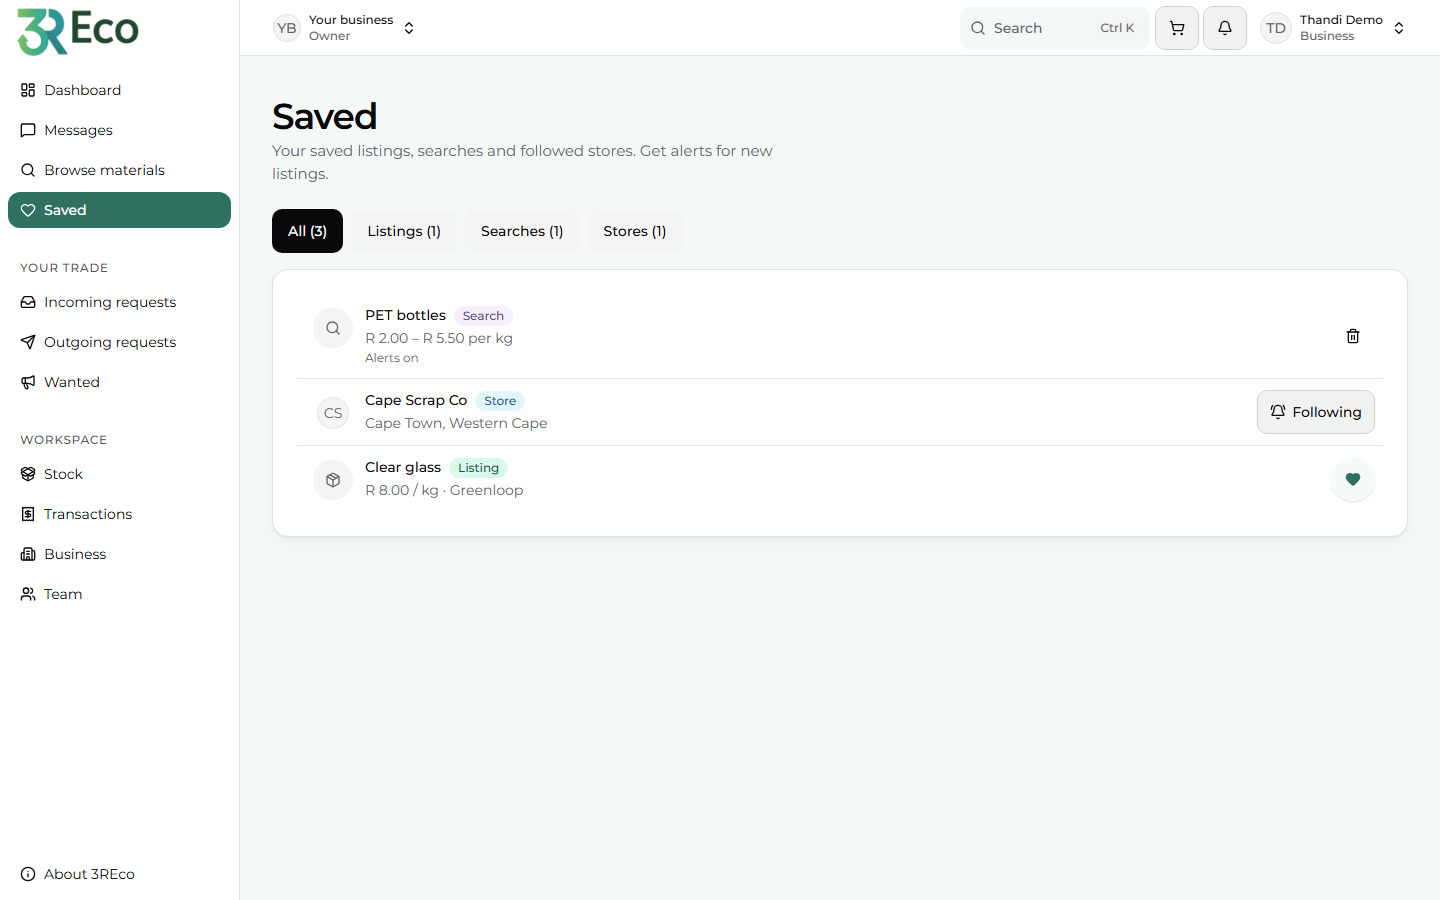 3R Eco
Your business
Owner
Search
Ctrl K
TD
Thandi Demo
Business
YB
Dashboard
Messages
Browse materials
Saved
YOUR TRADE
Incoming requests
Outgoing requests
Wanted
WORKSPACE
Stock
Transactions
Business
Team
About 3REco
Saved
Your saved listings, searches and followed stores. Get alerts for new
listings.
All (3)
Listings (1)
Searches (1)
Stores (1)
PET bottles
Search
R 2.00 – R 5.50 per kg
Alerts on
CS
Cape Scrap Co
Store
Cape Town, Western Cape
Following
Clear glass
Listing
R 8.00 / kg · Greenloop